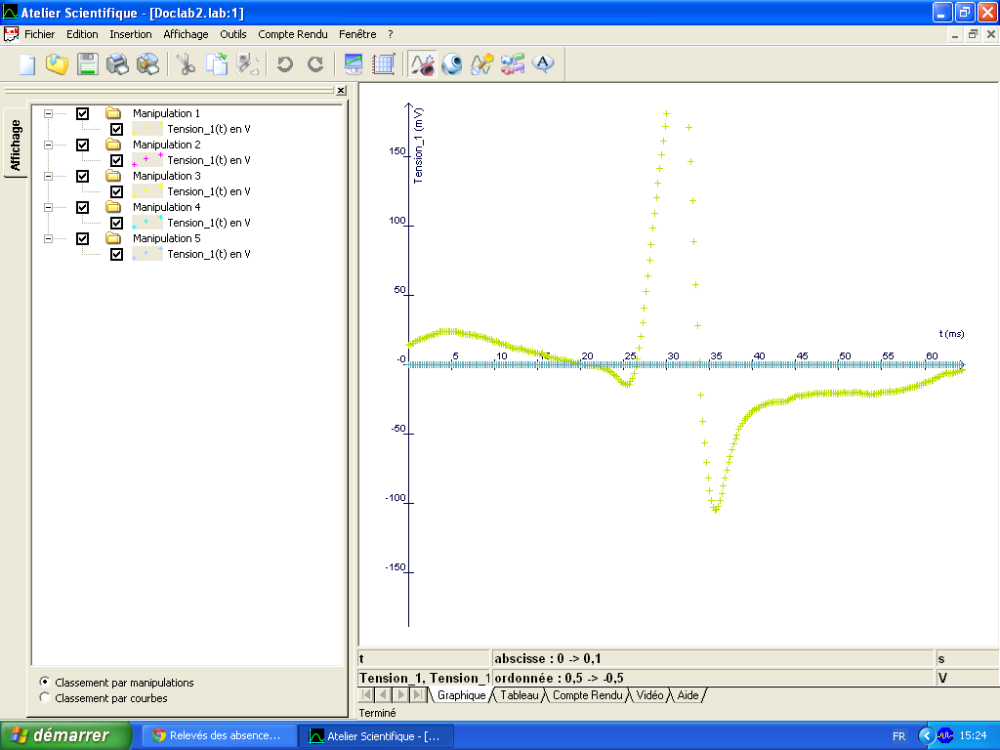 Atelier Scientifique - [Doclab2.lab:1]
Fichier Edition Insertion Affichage Outils Compte Rendu Fenêtre ?
Affichage
Manipulation 1
Tension_1(t) en V
Manipulation 2
Tension_1(t) en V
Manipulation 3
Tension_1(t) en V
Manipulation 4
Tension_1(t) en V
Manipulation 5
Tension_1(t) en V
Classement par manipulations
Classement par courbes
Tension_1 (mV)
150
100
50
t (ms)
-0 5 10 15 20 25 30 35 40 45 50 55 60
-50
-100
-150
t abscisse : 0 -> 0,1 s
Tension_1, Tension_1 ordonnée : 0,5 -> -0,5 V
Graphique Tableau Compte Rendu Vidéo Aide
Terminé
démarrer Relevés des absence... Atelier Scientifique - [... FR 15:24